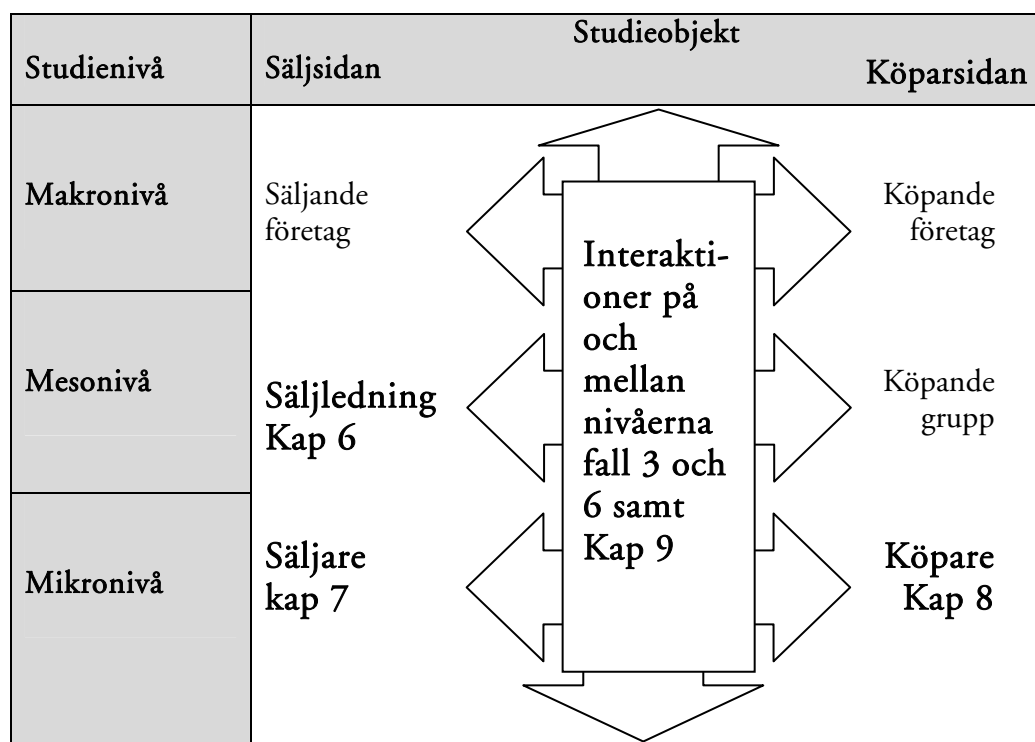 Studieobjekt
Studienivå
Säljsidan
Köparsidan
Makronivå
Säljande
företag
Köpande
företag
Interakti-
oner på
och
mellan
nivåerna
fall 3 och
6 samt
Kap 9
Mesonivå
Säljledning
Kap 6
Köpande
grupp
Mikronivå
Säljare
kap 7
Köpare
Kap 8